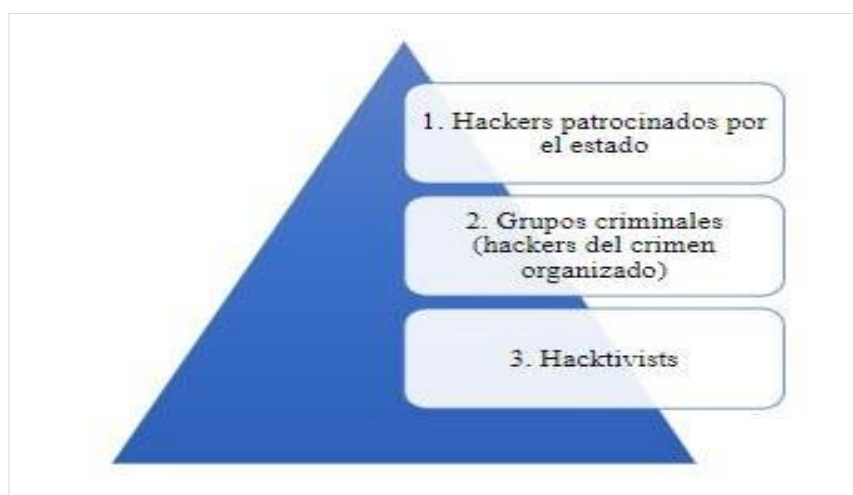 1. Hackers patrocinados por
el estado
2. Grupos criminales
(hackers del crimen
organizado)
3. Hacktivists